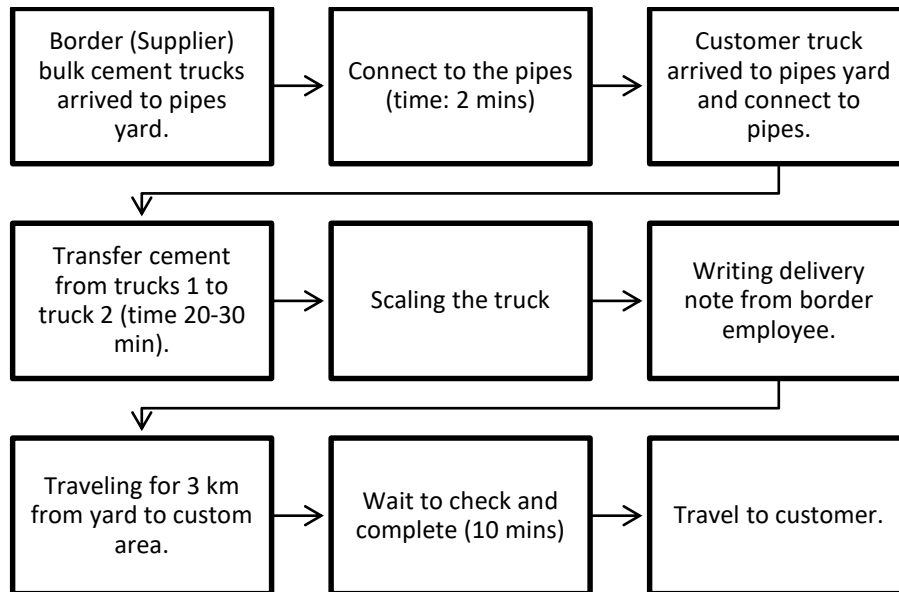 Border (Supplier)
bulk cement trucks
arrived to pipes
yard.
Connect to the pipes
(time: 2 mins)
Customer truck
arrived to pipes yard
and connect to
pipes.
Transfer cement
from trucks 1 to
truck 2 (time 20-30
min).
Scaling the truck
Writing delivery
note from border
employee.
Traveling for 3 km
from yard to custom
area.
Wait to check and
complete (10 mins)
Travel to customer.